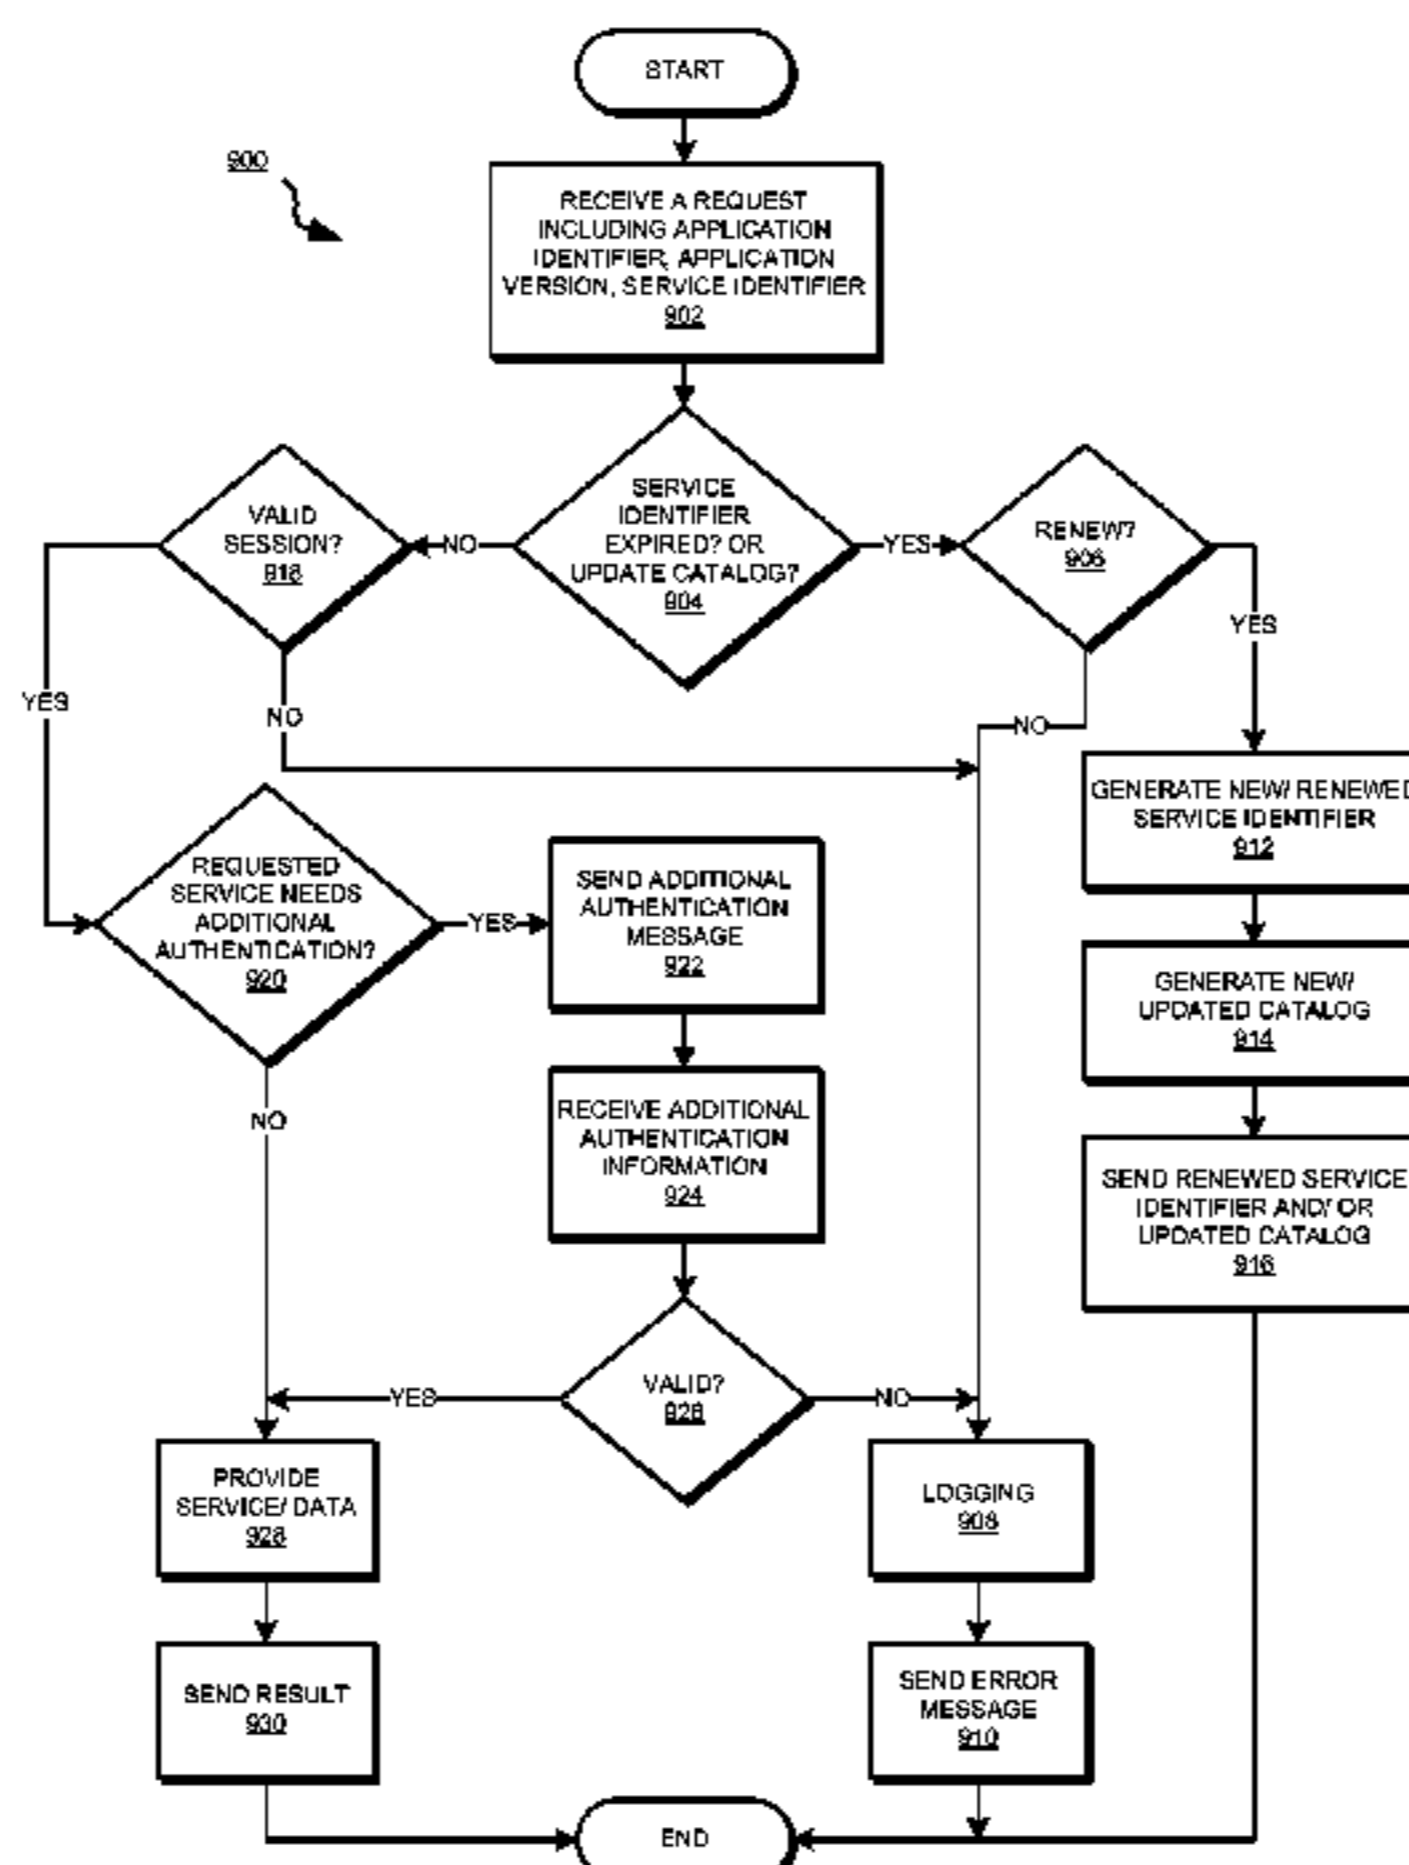 START
900
RECEIVE A REQUEST
INCLUDING APPLICATION
IDENTIFIER, APPLICATION
VERSION, SERVICE IDENTIFIER
902
VALID
SESSION?
918
NO
SERVICE
IDENTIFIER
EXPIRED? OR
UPDATE CATALOG?
904
YES
RENEW?
906
YES
YES
NO
NO
GENERATE NEW/ RENEWED
SERVICE IDENTIFIER
912
REQUESTED
SERVICE NEEDS
ADDITIONAL
AUTHENTICATION?
920
YES
SEND ADDITIONAL
AUTHENTICATION
MESSAGE
922
GENERATE NEW/
UPDATED CATALOG
914
NO
RECEIVE ADDITIONAL
AUTHENTICATION
INFORMATION
924
SEND RENEWED SERVICE
IDENTIFIER AND/ OR
UPDATED CATALOG
916
YES
VALID?
926
NO
PROVIDE
SERVICE/ DATA
928
LOGGING
908
SEND RESULT
930
SEND ERROR
MESSAGE
910
END